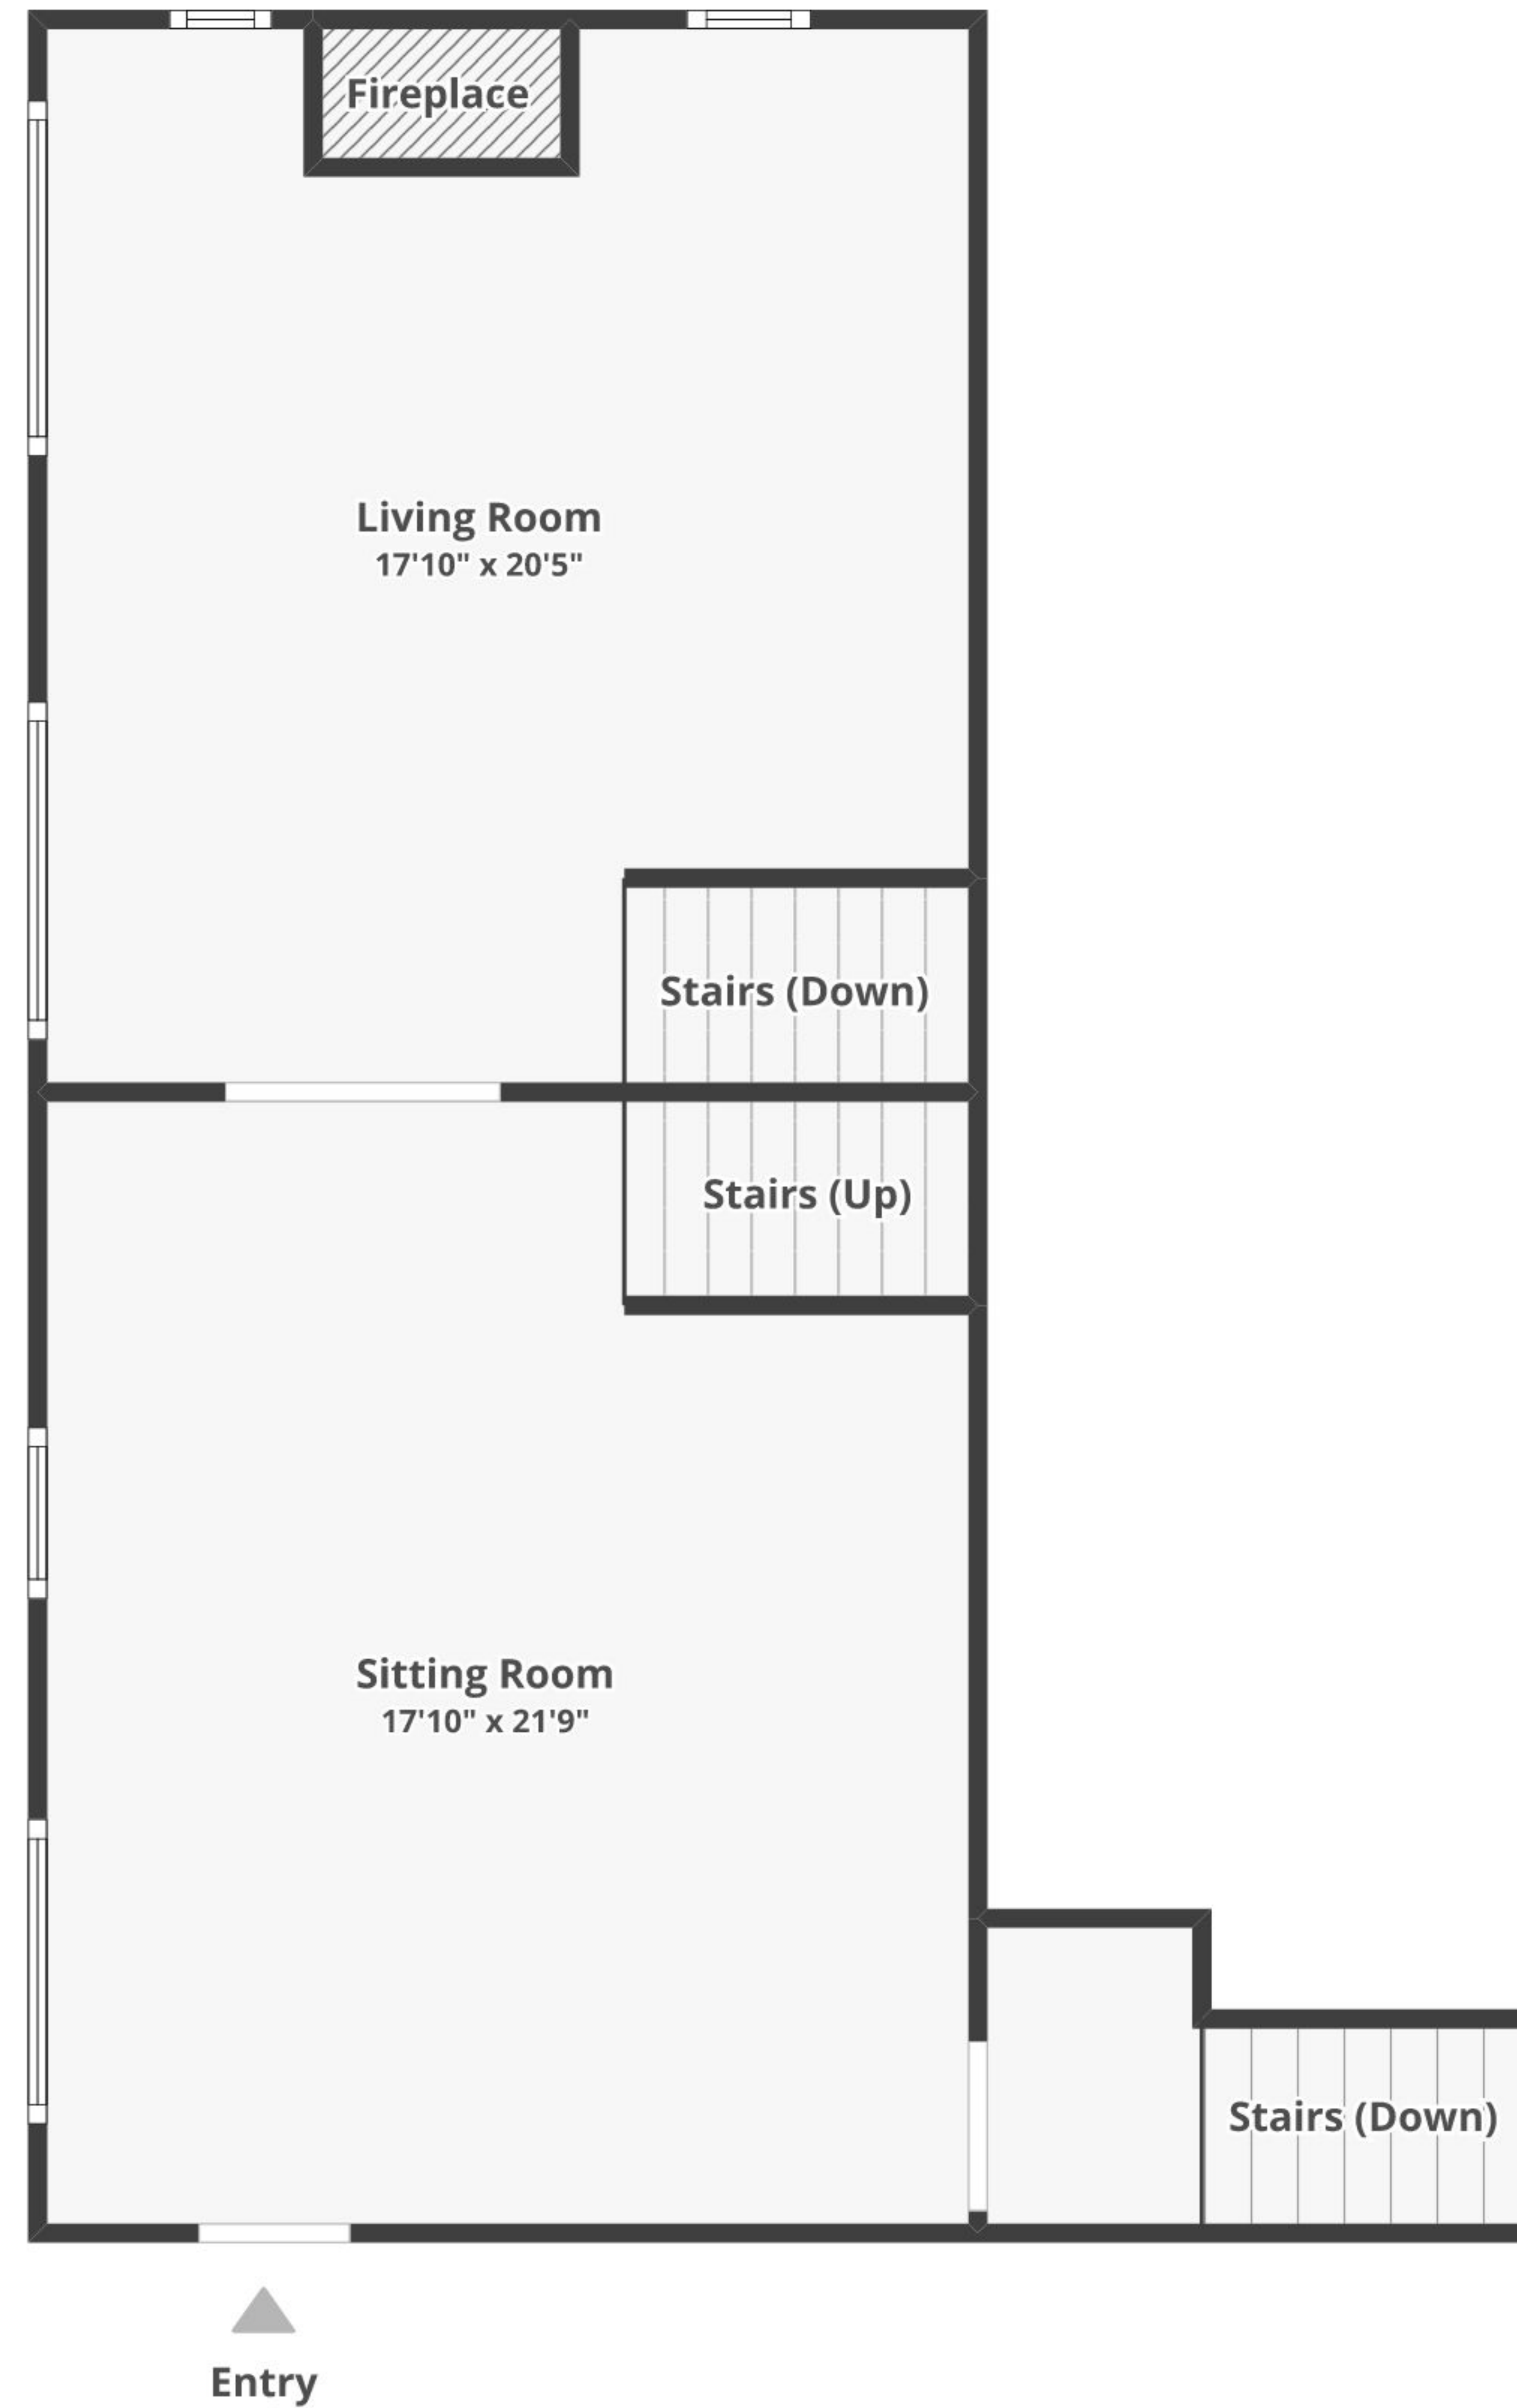 Fireplace
Living Room
17'10" x 20'5"
Stairs (Down)
Stairs (Up)
Sitting Room
17'10" x 21'9"
Stairs (Down)
Entry